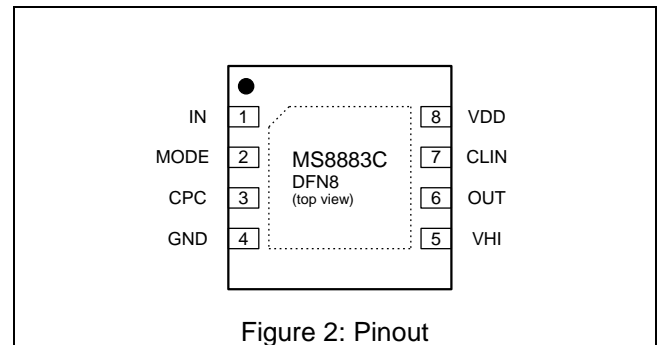 IN 1 8 VDD
MODE 2 MS8883C 7 CLIN
DFN8
CPC 3 (top view) 6 OUT
GND 4 5 VHI
Figure 2: Pinout